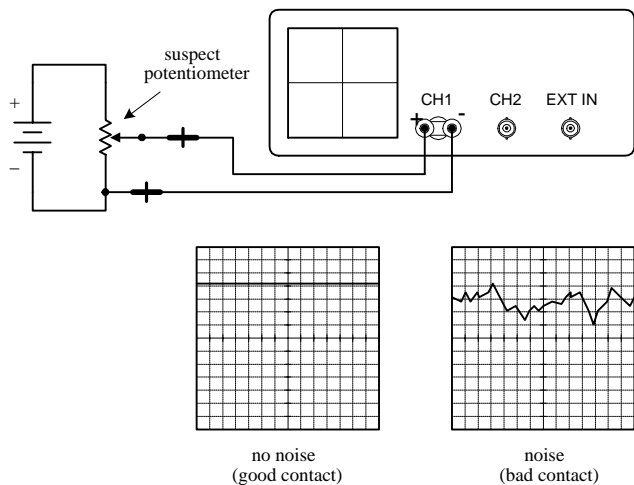 suspect
potentiometer
CH1 CH2 EXT IN
+ -
+
−
no noise
(good contact)
noise
(bad contact)